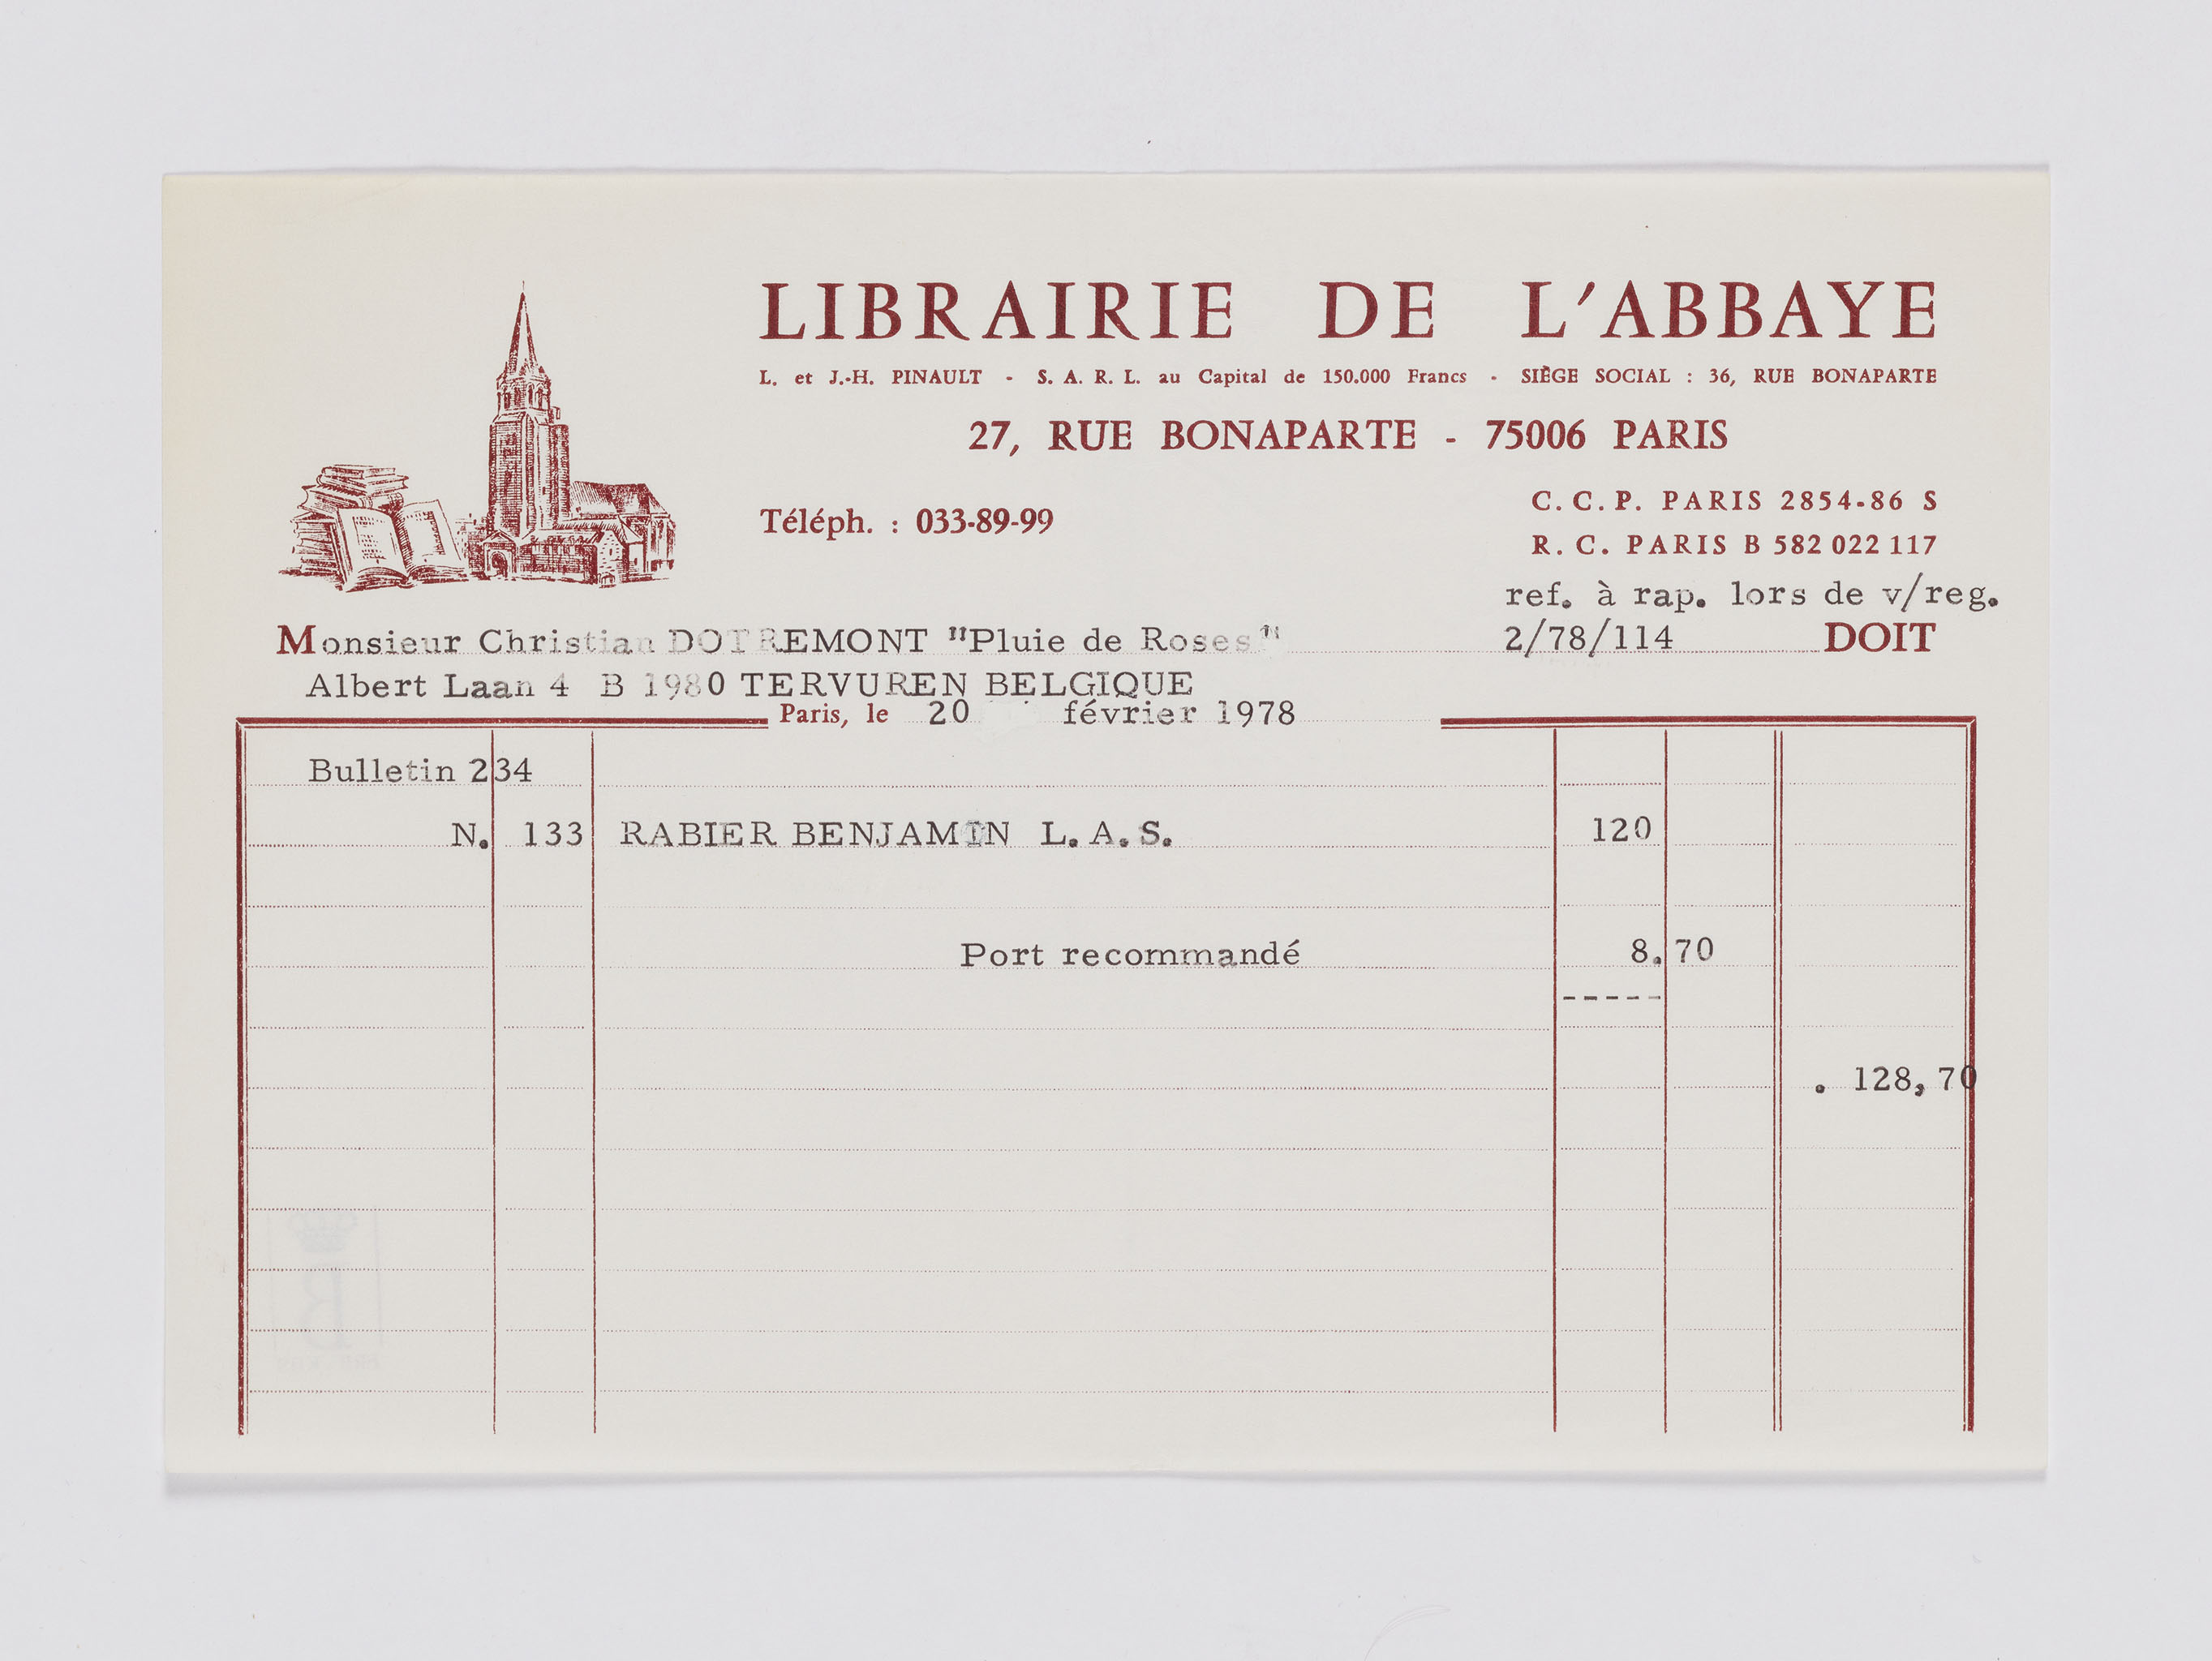 LIBRAIRIE DE L'ABBAYE
L. et J.-H. PINAULT - S. A. R. L. au Capital de 150.000 Francs - SIÈGE SOCIAL : 36, RUE BONAPARTE
27, RUE BONAPARTE - 75006 PARIS
Téléph. : 033-89-99
C. C. P. PARIS 2854-86 S
R. C. PARIS B 582 022 117
ref. à rap. lors de v/reg.
Monsieur Christian DOTREMONT "Pluie de Roses" 2/78/114 DOIT
Albert Laan 4 B 1980 TERVUREN BELGIQUE
Paris, le 20 février 1978
Bulletin 234
N. 133 RABIER BENJAMIN L. A. S. 120
Port recommandé 8.70
-----
. 128,70